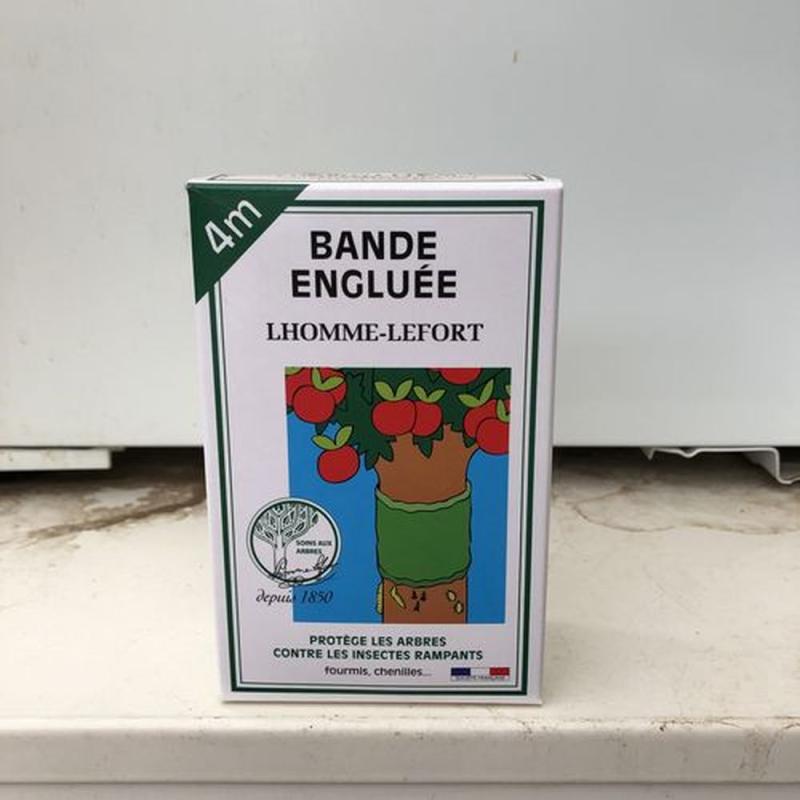 4m
BANDE
ENGLUÉE
LHOMME-LEFORT
SOINS AUX
ARBRES
depuis 1850
PROTÈGE LES ARBRES
CONTRE LES INSECTES RAMPANTS
fourmis, chenilles...